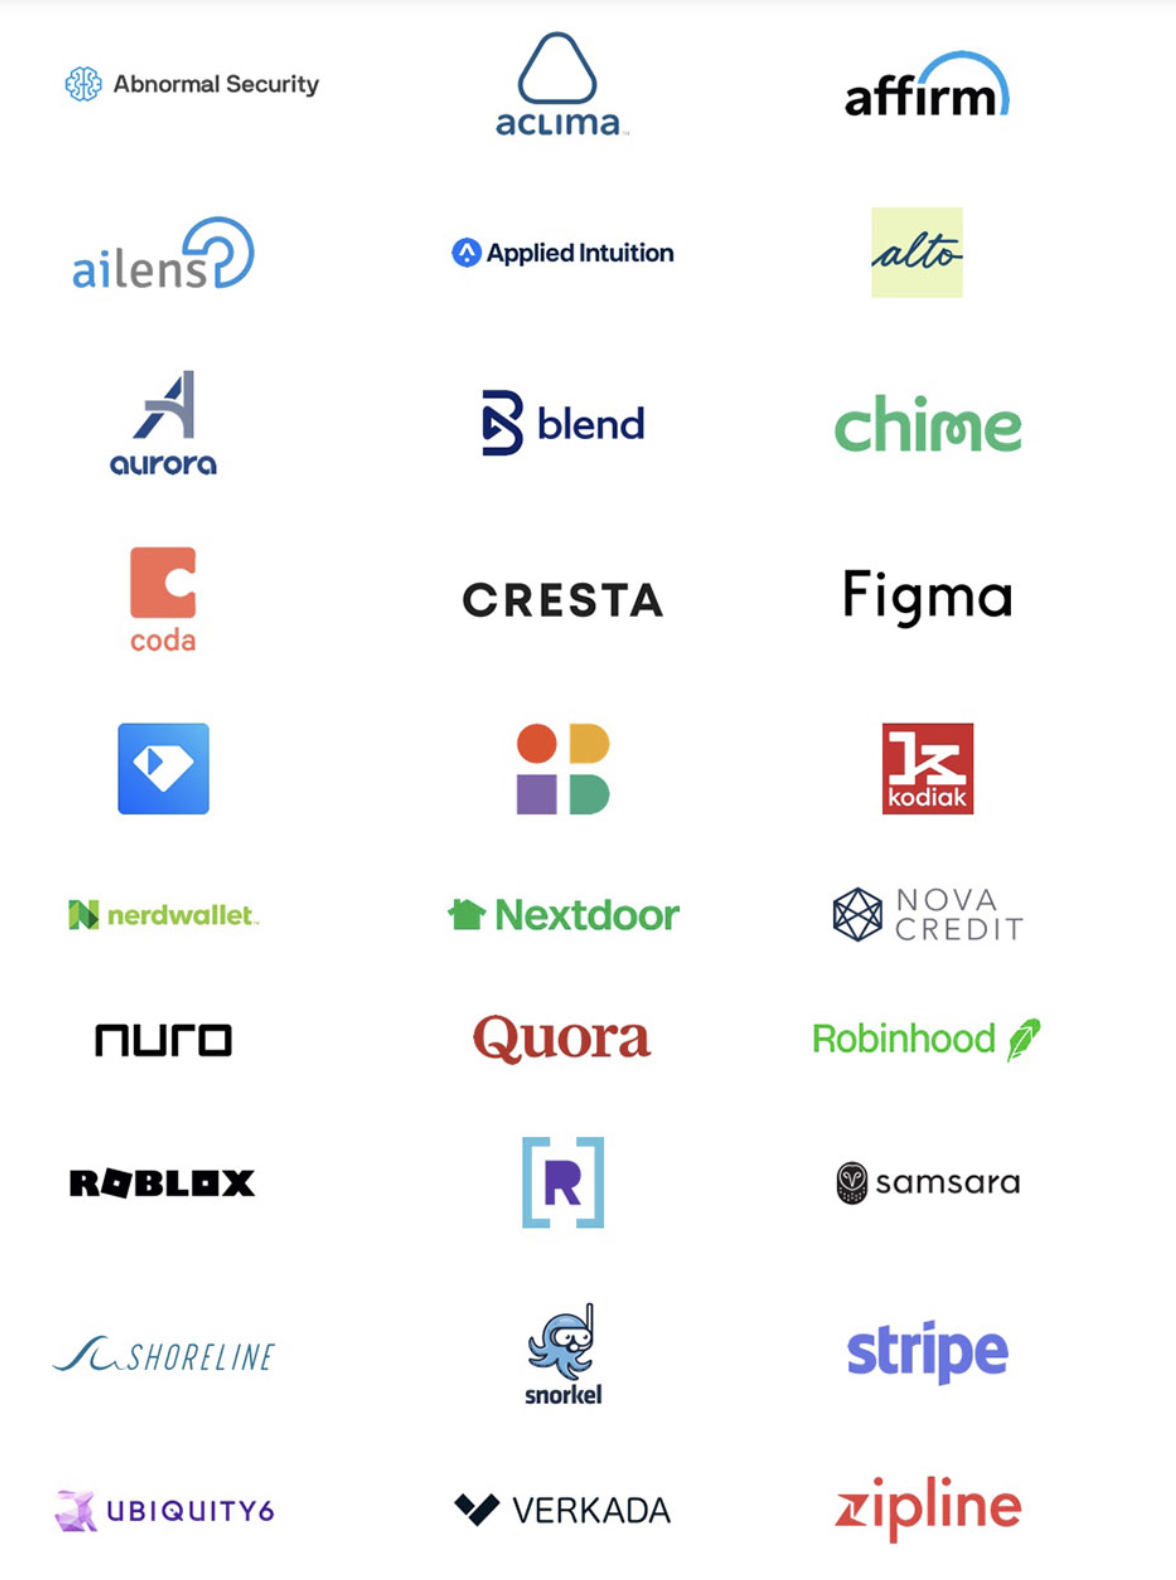 Abnormal Security
aclima
affirm
ailens
Applied Intuition
alto
aurora
blend
chime
coda
CRESTA
Figma
kodiak
nerdwallet
Nextdoor
NOVA
CREDIT
nuro
Quora
Robinhood
ROBLOX
[R]
samsara
SHORELINE
snorkel
stripe
UBIQUITY6
VERKADA
zipline